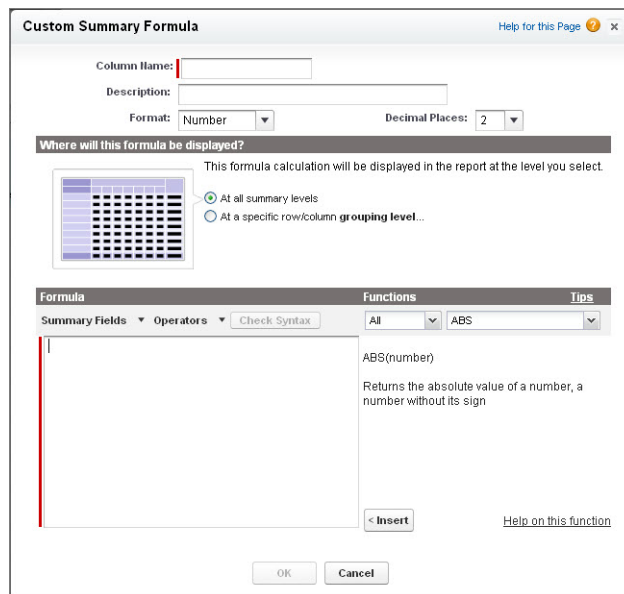 Custom Summary Formula
Help for this Page
Column Name:
Description:
Format: Number Decimal Places: 2
Where will this formula be displayed?
This formula calculation will be displayed in the report at the level you select.
At all summary levels
At a specific row/column grouping level...
Formula Functions Tips
Summary Fields Operators Check Syntax All ABS
ABS(number)
Returns the absolute value of a number, a
number without its sign
< Insert Help on this function
OK Cancel